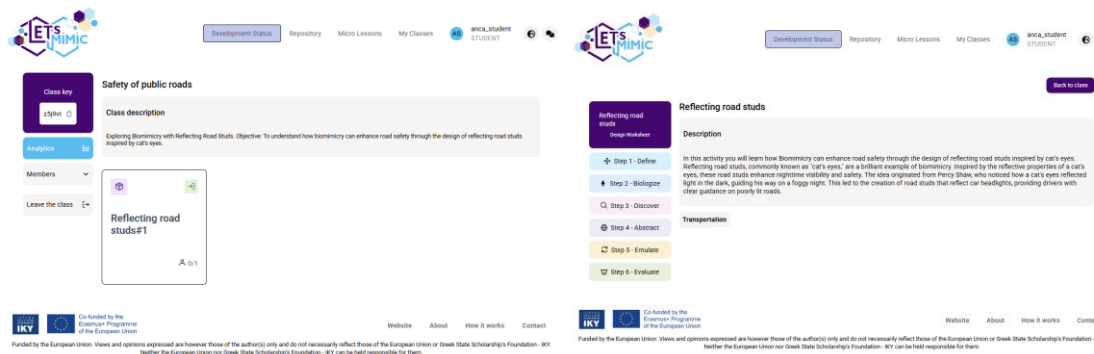 LET'S MIMIC
Development Status Repository Micro Lessons My Classes AS anca_student
STUDENT
Class key
z5j9vt
Analytics
Members
Leave the class
Safety of public roads
Class description
Exploring Biomimicry with Reflecting Road Studs. Objective: To understand how biomimicry can enhance road safety through the design of reflecting road studs
inspired by cat's eyes.
Reflecting road
studs#1
0/1
IKY
Co-funded by the
Erasmus+ Programme
of the European Union
Website About How it works Contact
Funded by the European Union. Views and opinions expressed are however those of the author(s) only and do not necessarily reflect those of the European Union or Greek State Scholarship's Foundation - IKY.
Neither the European Union nor Greek State Scholarship's Foundation - IKY can be held responsible for them.
LET'S MIMIC
Development Status Repository Micro Lessons My Classes AS anca_student
STUDENT
Back to class
Reflecting road
studs
Design Worksheet
Step 1 - Define
Step 2 - Biologize
Step 3 - Discover
Step 4 - Abstract
Step 5 - Emulate
Step 6 - Evaluate
Reflecting road studs
Description
In this activity you will learn how Biomimicry can enhance road safety through the design of reflecting road studs inspired by cat's eyes.
Reflecting road studs, commonly known as "cat's eyes," are a brilliant example of biomimicry. Inspired by the reflective properties of a cat's
eyes, these road studs enhance nighttime visibility and safety. The idea originated from Percy Shaw, who noticed how a cat's eyes reflected
light in the dark, guiding his way on a foggy night. This led to the creation of road studs that reflect car headlights, providing drivers with
clear guidance on poorly lit roads.
Transportation
IKY
Co-funded by the
Erasmus+ Programme
of the European Union
Website About How it works Conta
Funded by the European Union. Views and opinions expressed are however those of the author(s) only and do not necessarily reflect those of the European Union or Greek State Scholarship's Foundation -
Neither the European Union nor Greek State Scholarship's Foundation - IKY can be held responsible for them.